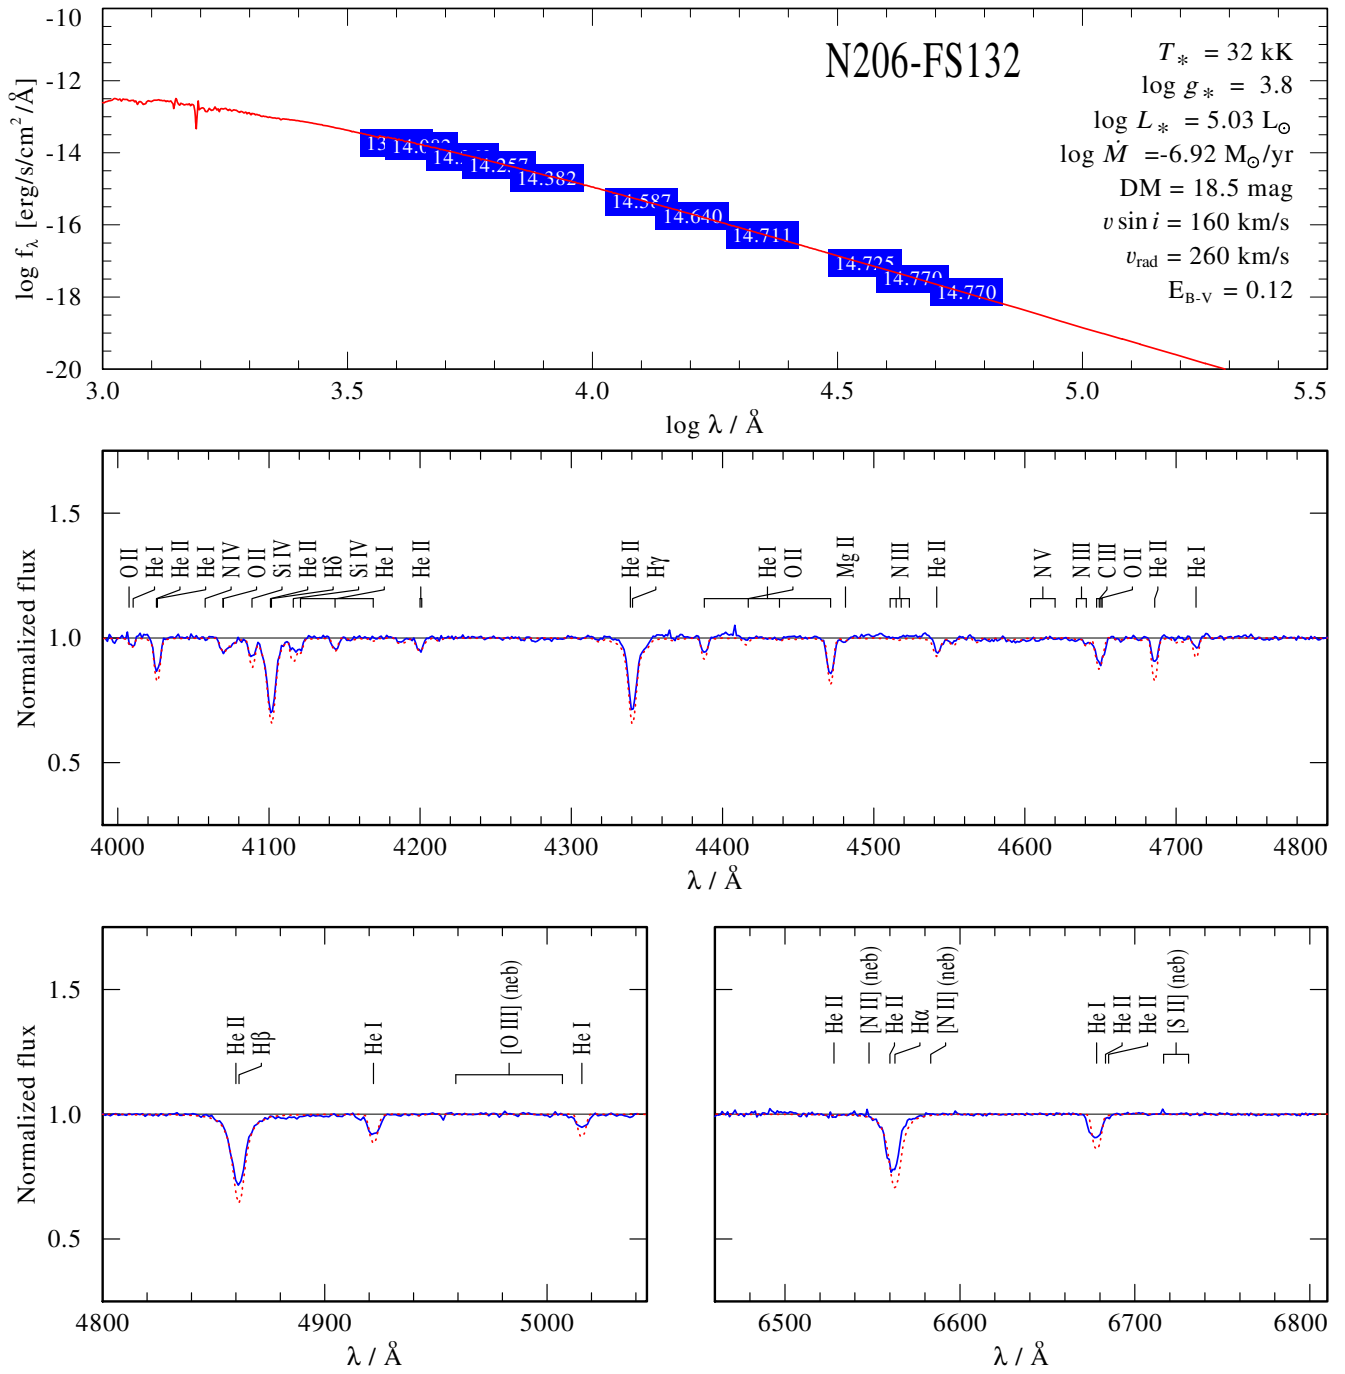 N206-FS132
T* = 32 kK
log g* = 3.8
log L* = 5.03 L⊙
log Ṁ =-6.92 M⊙/yr
DM = 18.5 mag
v sin i = 160 km/s
vrad = 260 km/s
EB-V = 0.12
log fλ [erg/s/cm²/Å]
-10
-12
-14
-16
-18
-20
14.382
14.587
14.640
14.711
14.725
14.770
14.770
3.0
3.5
4.0
4.5
5.0
5.5
log λ / Å
Normalized flux
1.5
1.0
0.5
O II
He I
He II
He I
N IV
O II
Si IV
He II
Hδ
Si IV
He I
He II
He II
Hγ
He I
O II
Mg II
N III
He II
N V
N III
C III
O II
He II
He I
4000
4100
4200
4300
4400
4500
4600
4700
4800
λ / Å
Normalized flux
1.5
1.0
0.5
He II
Hβ
He I
[O III] (neb)
He I
4800
4900
5000
λ / Å
He II
[N II] (neb)
He II
Hα
[N II] (neb)
He I
He II
He II
[S II] (neb)
6500
6600
6700
6800
λ / Å